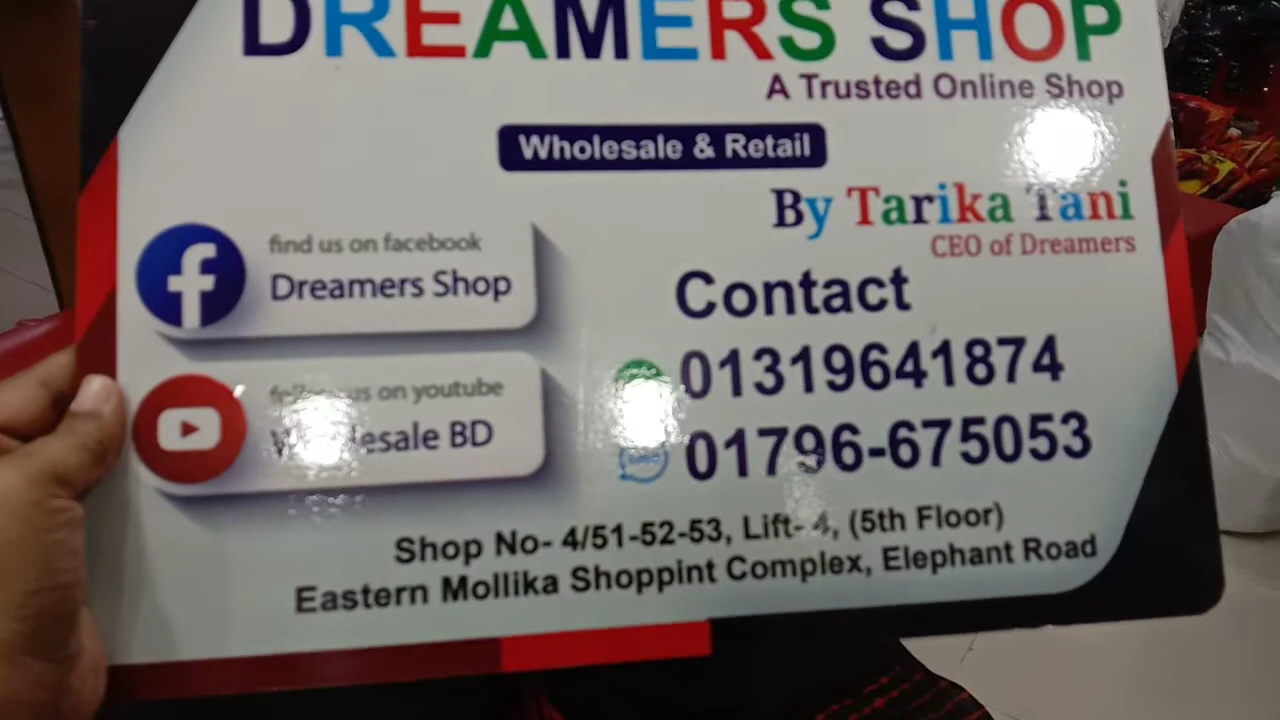 DREAMERS SHOP
A Trusted Online Shop
Wholesale & Retail
By Tarika Tani
CEO of Dreamers
find us on facebook
Dreamers Shop
us on youtube
BD
Contact
01319641874
01796-675053
Shop No- 4/51-52-53, Lift- 4, (5th Floor)
Eastern Mollika Shoppint Complex, Elephant Road